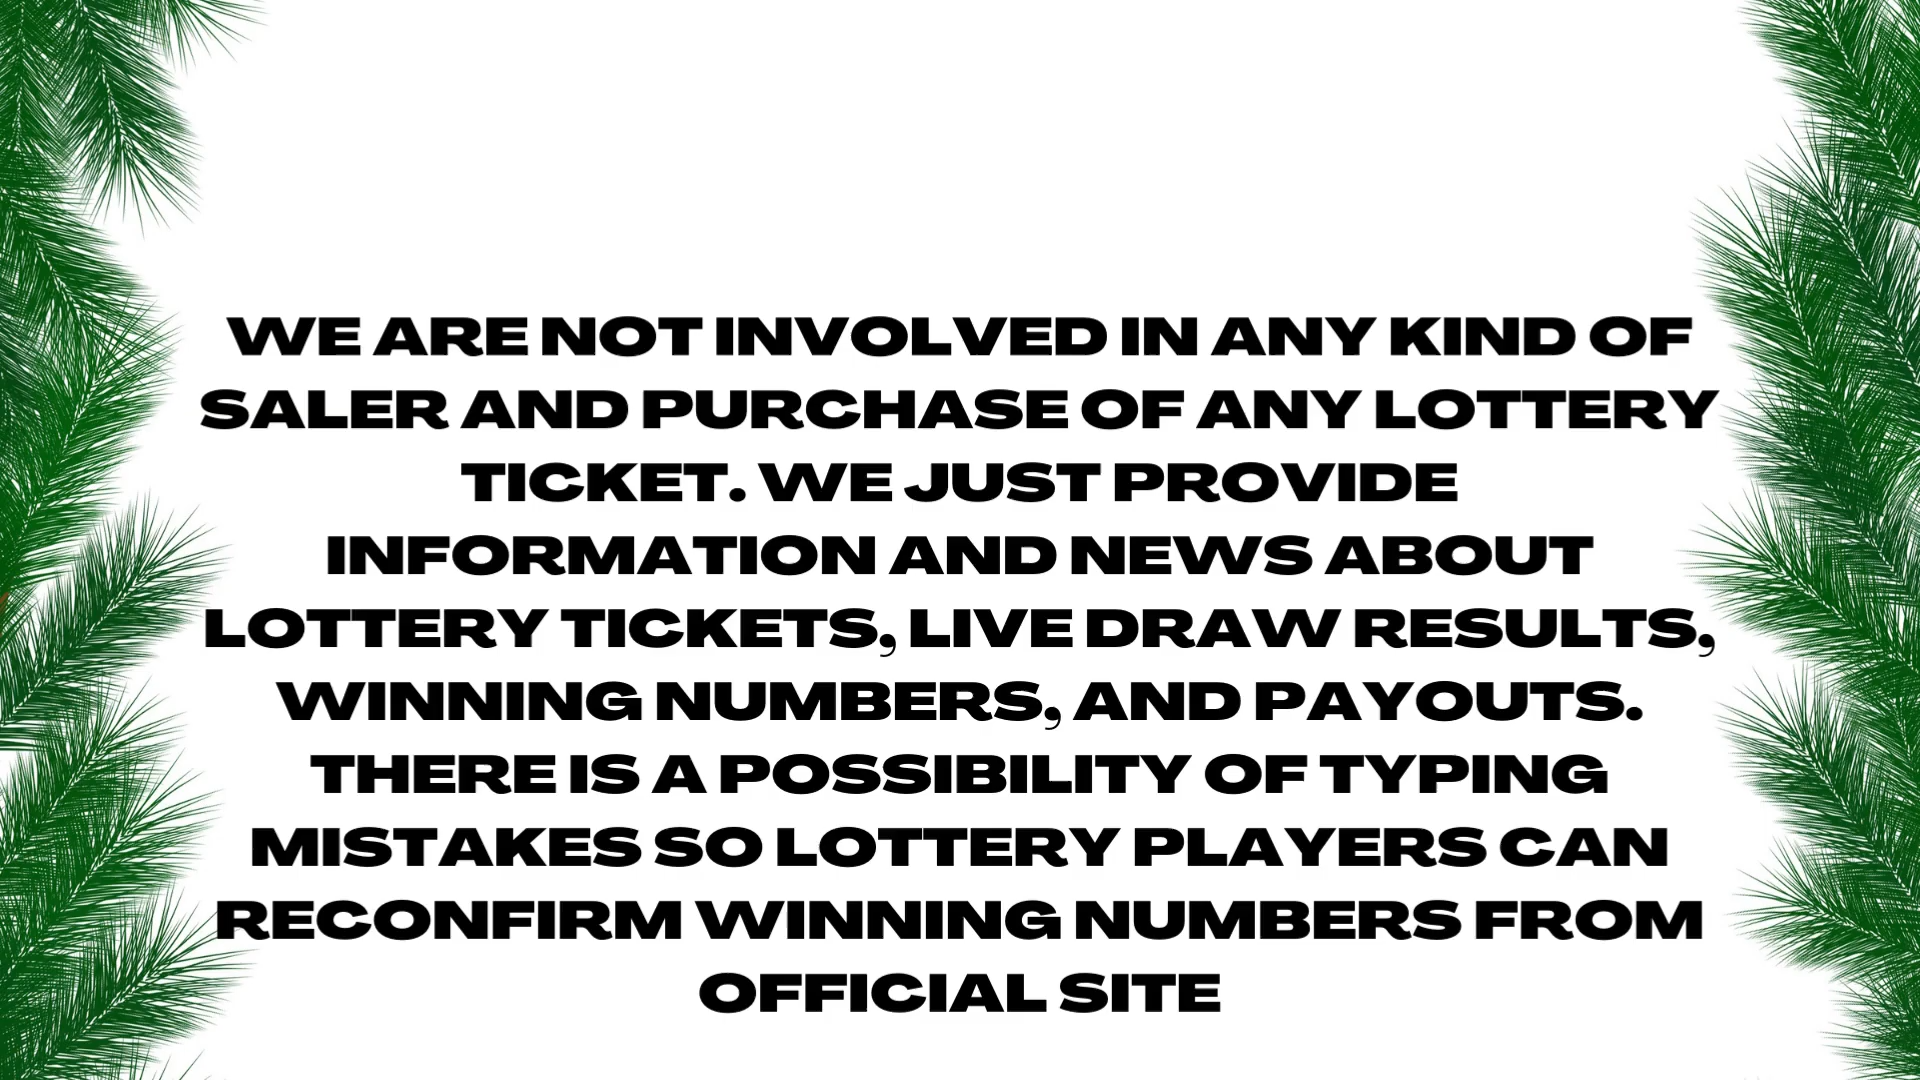 WE ARE NOT INVOLVED IN ANY KIND OF
SALER AND PURCHASE OF ANY LOTTERY
TICKET. WE JUST PROVIDE
INFORMATION AND NEWS ABOUT
LOTTERY TICKETS, LIVE DRAW RESULTS,
WINNING NUMBERS, AND PAYOUTS.
THERE IS A POSSIBILITY OF TYPING
MISTAKES SO LOTTERY PLAYERS CAN
RECONFIRM WINNING NUMBERS FROM
OFFICIAL SITE